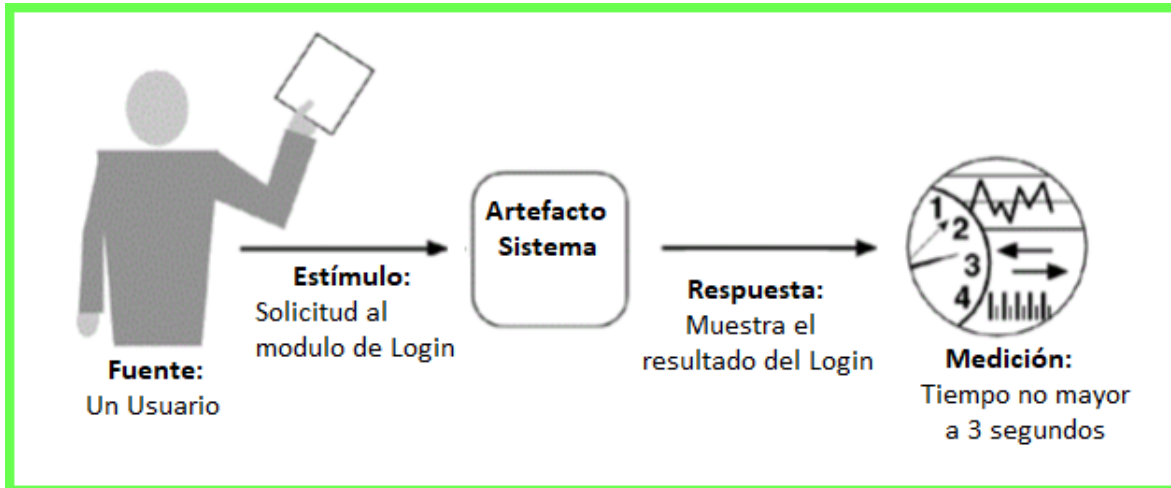 Fuente:
Un Usuario
Estímulo:
Solicitud al
modulo de Login
Artefacto
Sistema
Respuesta:
Muestra el
resultado del Login
1
2
3
4
Medición:
Tiempo no mayor
a 3 segundos